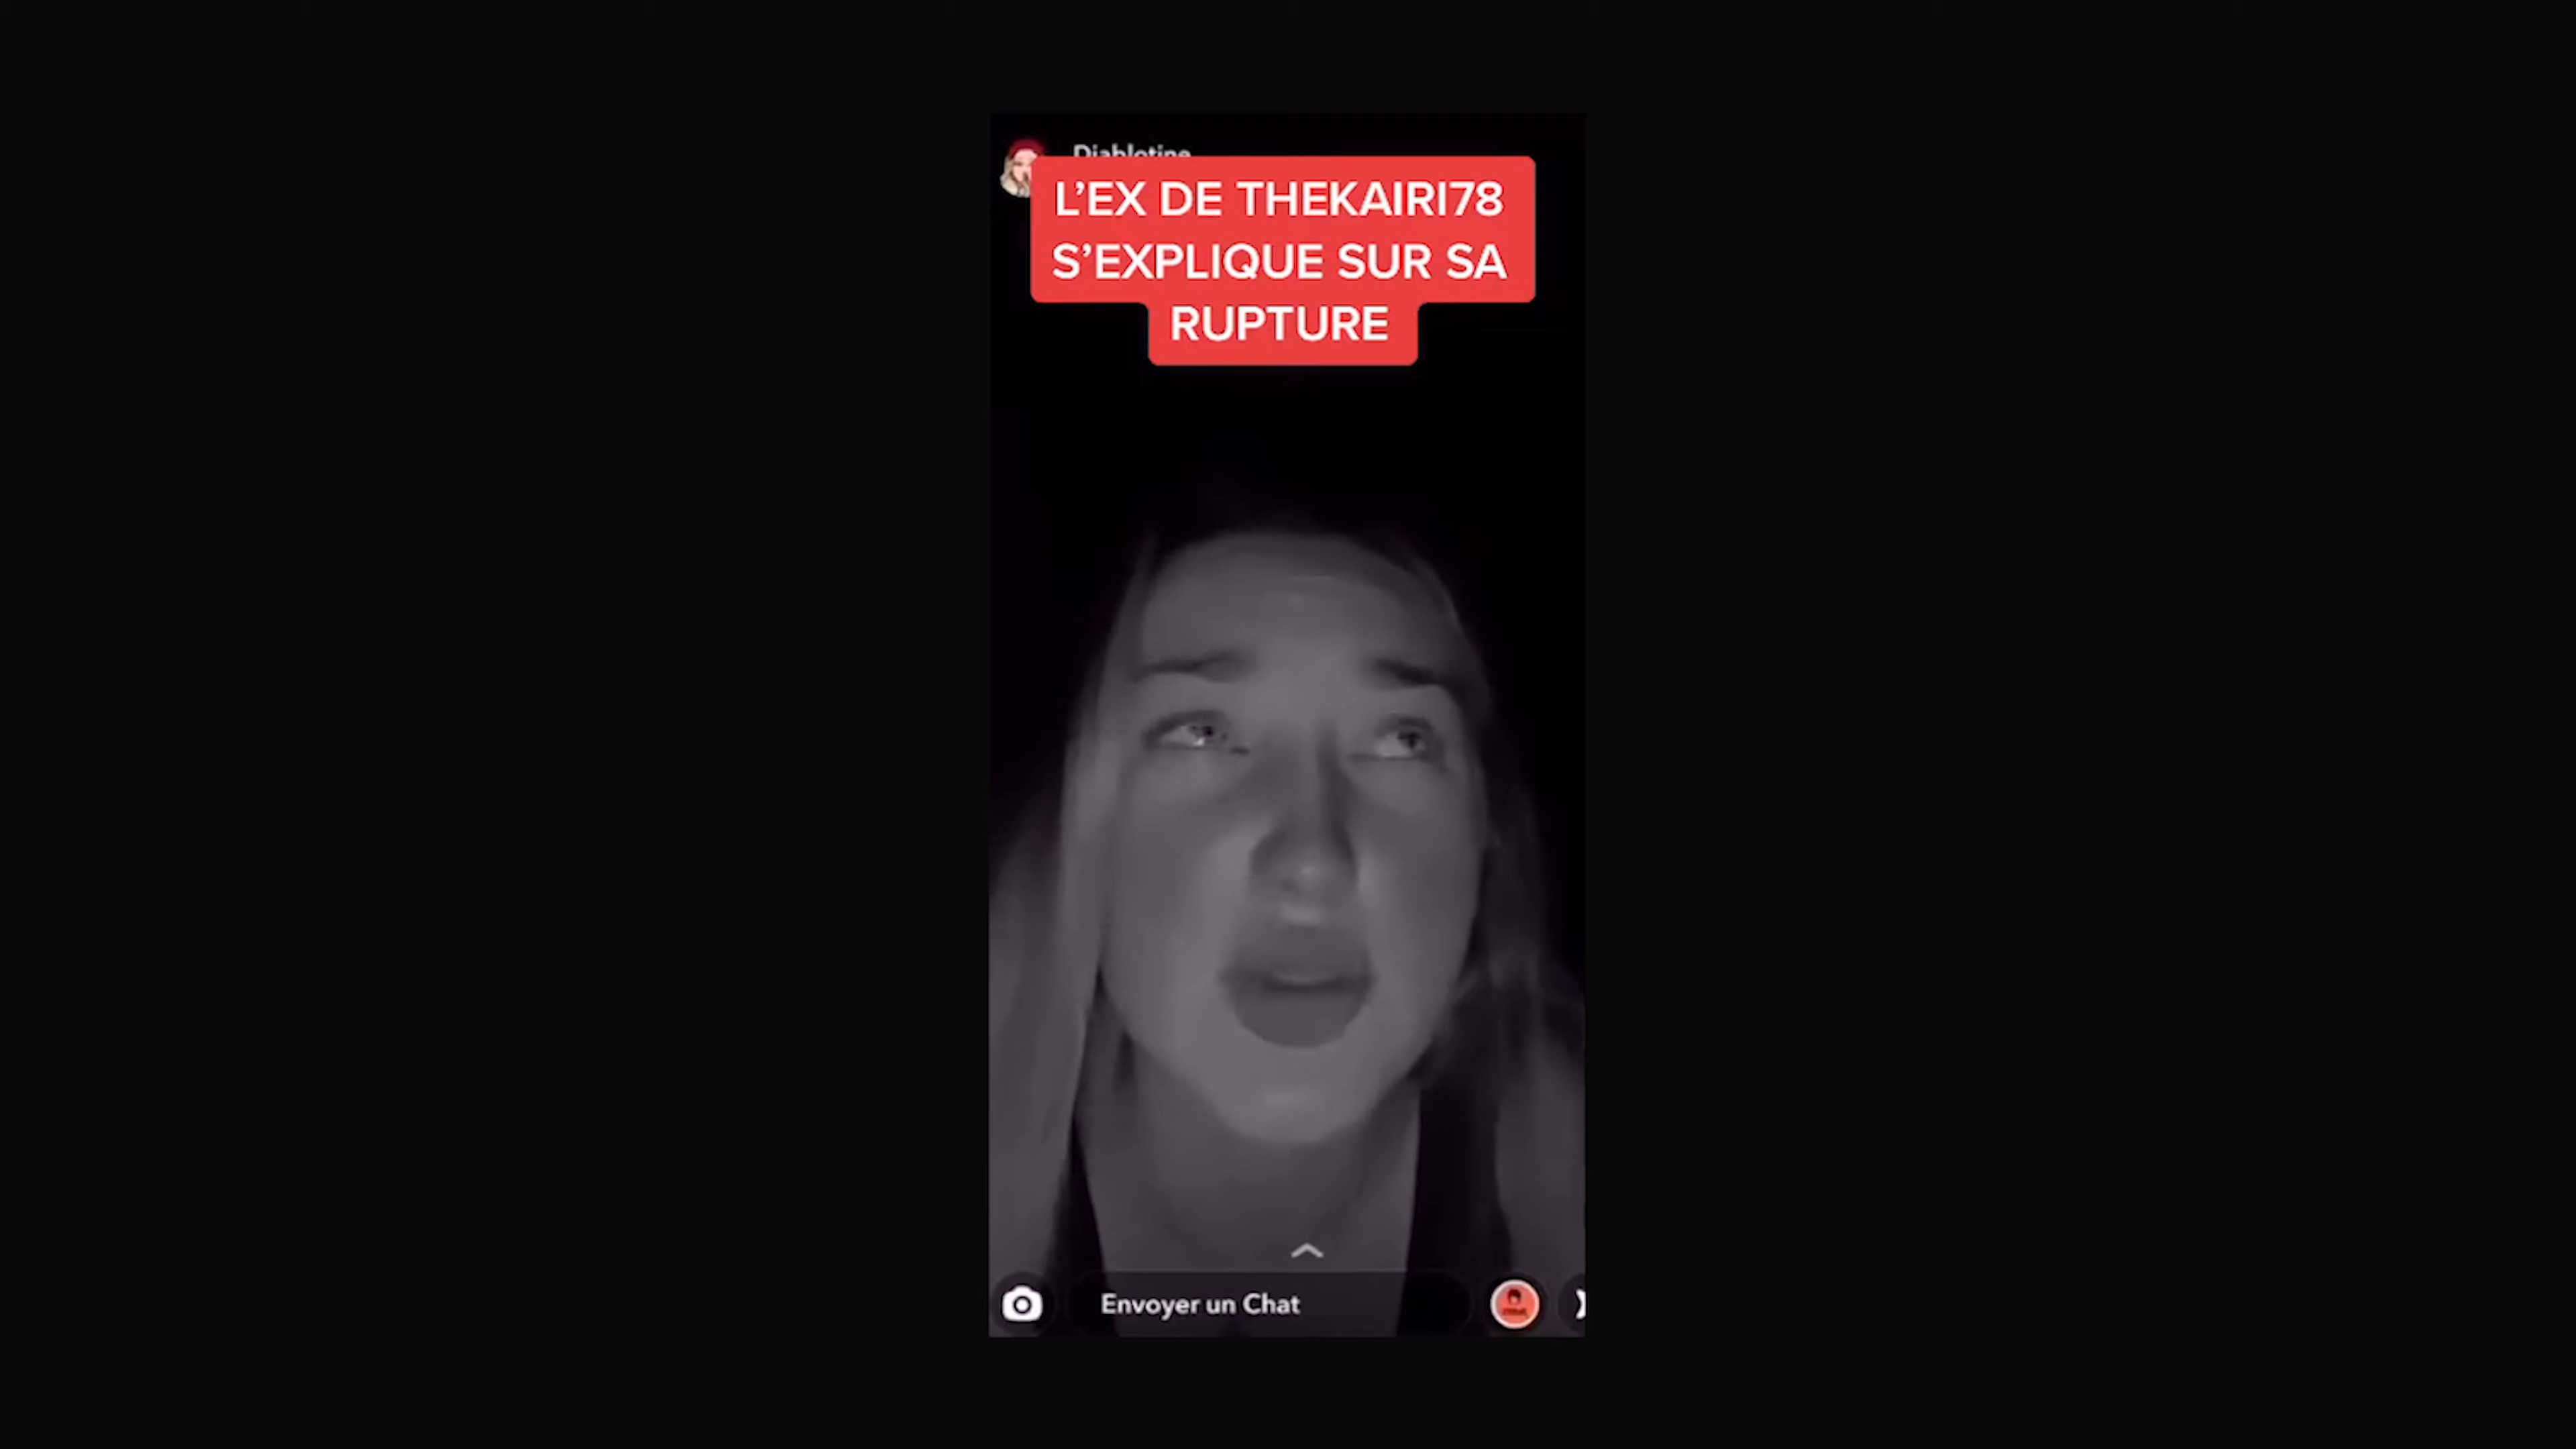 Diablotine
L'EX DE THEKAIRI78
S'EXPLIQUE SUR SA
RUPTURE
Envoyer un Chat